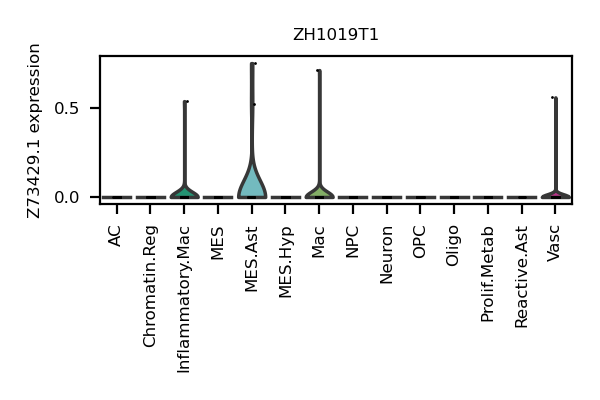 ZH1019T1
Z73429.1 expression
0.5
0.0
AC
Chromatin.Reg
Inflammatory.Mac
MES
MES.Ast
MES.Hyp
Mac
NPC
Neuron
OPC
Oligo
Prolif.Metab
Reactive.Ast
Vasc